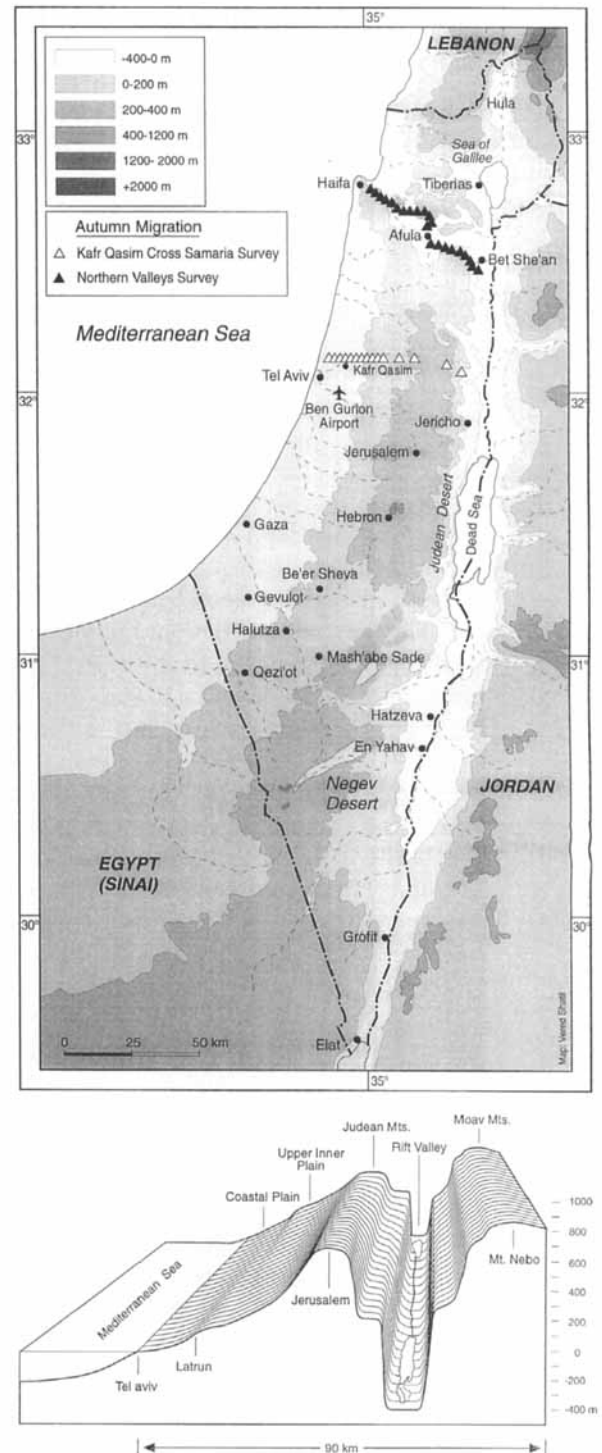 35°
LEBANON
-400-0 m
0-200 m
200-400 m
400-1200 m
1200- 2000 m
+2000 m
Hula
33°
33°
Sea of
Galilee
Haifa
Tiberias
Autumn Migration
Kafr Qasim Cross Samaria Survey
Northern Valleys Survey
Afula
Bet She'an
Mediterranean Sea
Kafr Qasim
Tel Aviv
32°
32°
Ben Gurion
Airport
Jericho
Jerusalem
Judean Desert
Dead Sea
Hebron
Gaza
Be'er Sheva
Gevulot
Halutza
31°
31°
Mash'abe Sade
Qezi'ot
Hatzeva
En Yahav
Negev
Desert
JORDAN
EGYPT
(SINAI)
30°
30°
Grofit
0 25 50 km
Elat
Map: Vered Shatil
35°
Judean Mts.
Rift Valley
Moav Mts.
Upper Inner
Plain
Coastal Plain
1000
800
600
400
200
0
-200
-400 m
Mt. Nebo
Mediterranean Sea
Jerusalem
Latrun
Tel aviv
90 km